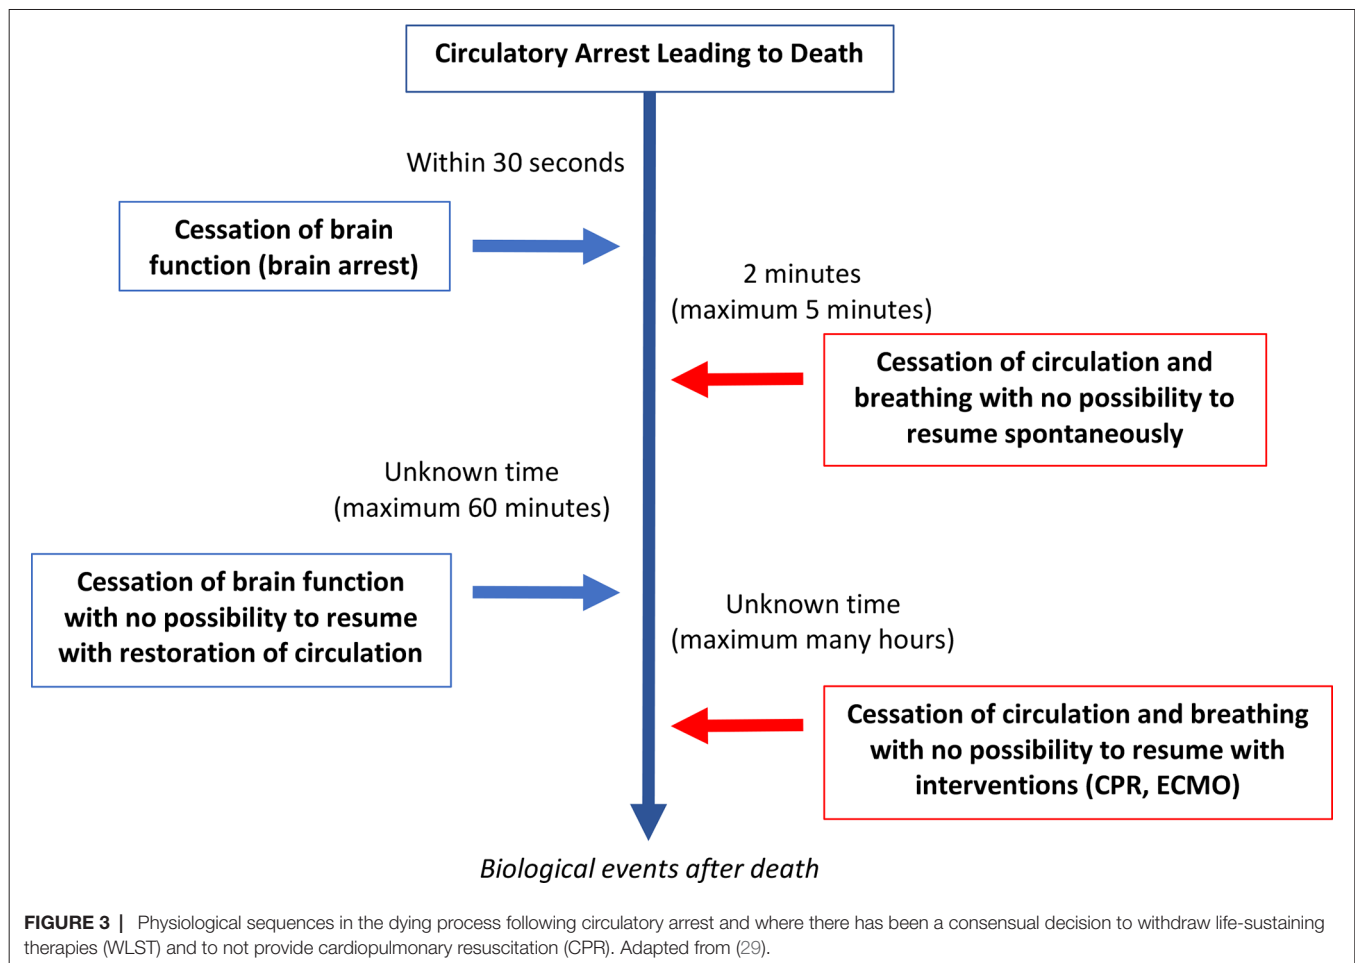 Circulatory Arrest Leading to Death
Within 30 seconds
Cessation of brain
function (brain arrest)
2 minutes
(maximum 5 minutes)
Cessation of circulation and
breathing with no possibility to
resume spontaneously
Unknown time
(maximum 60 minutes)
Cessation of brain function
with no possibility to resume
with restoration of circulation
Unknown time
(maximum many hours)
Cessation of circulation and breathing
with no possibility to resume with
interventions (CPR, ECMO)
Biological events after death
FIGURE 3 | Physiological sequences in the dying process following circulatory arrest and where there has been a consensual decision to withdraw life-sustaining
therapies (WLST) and to not provide cardiopulmonary resuscitation (CPR). Adapted from (29).